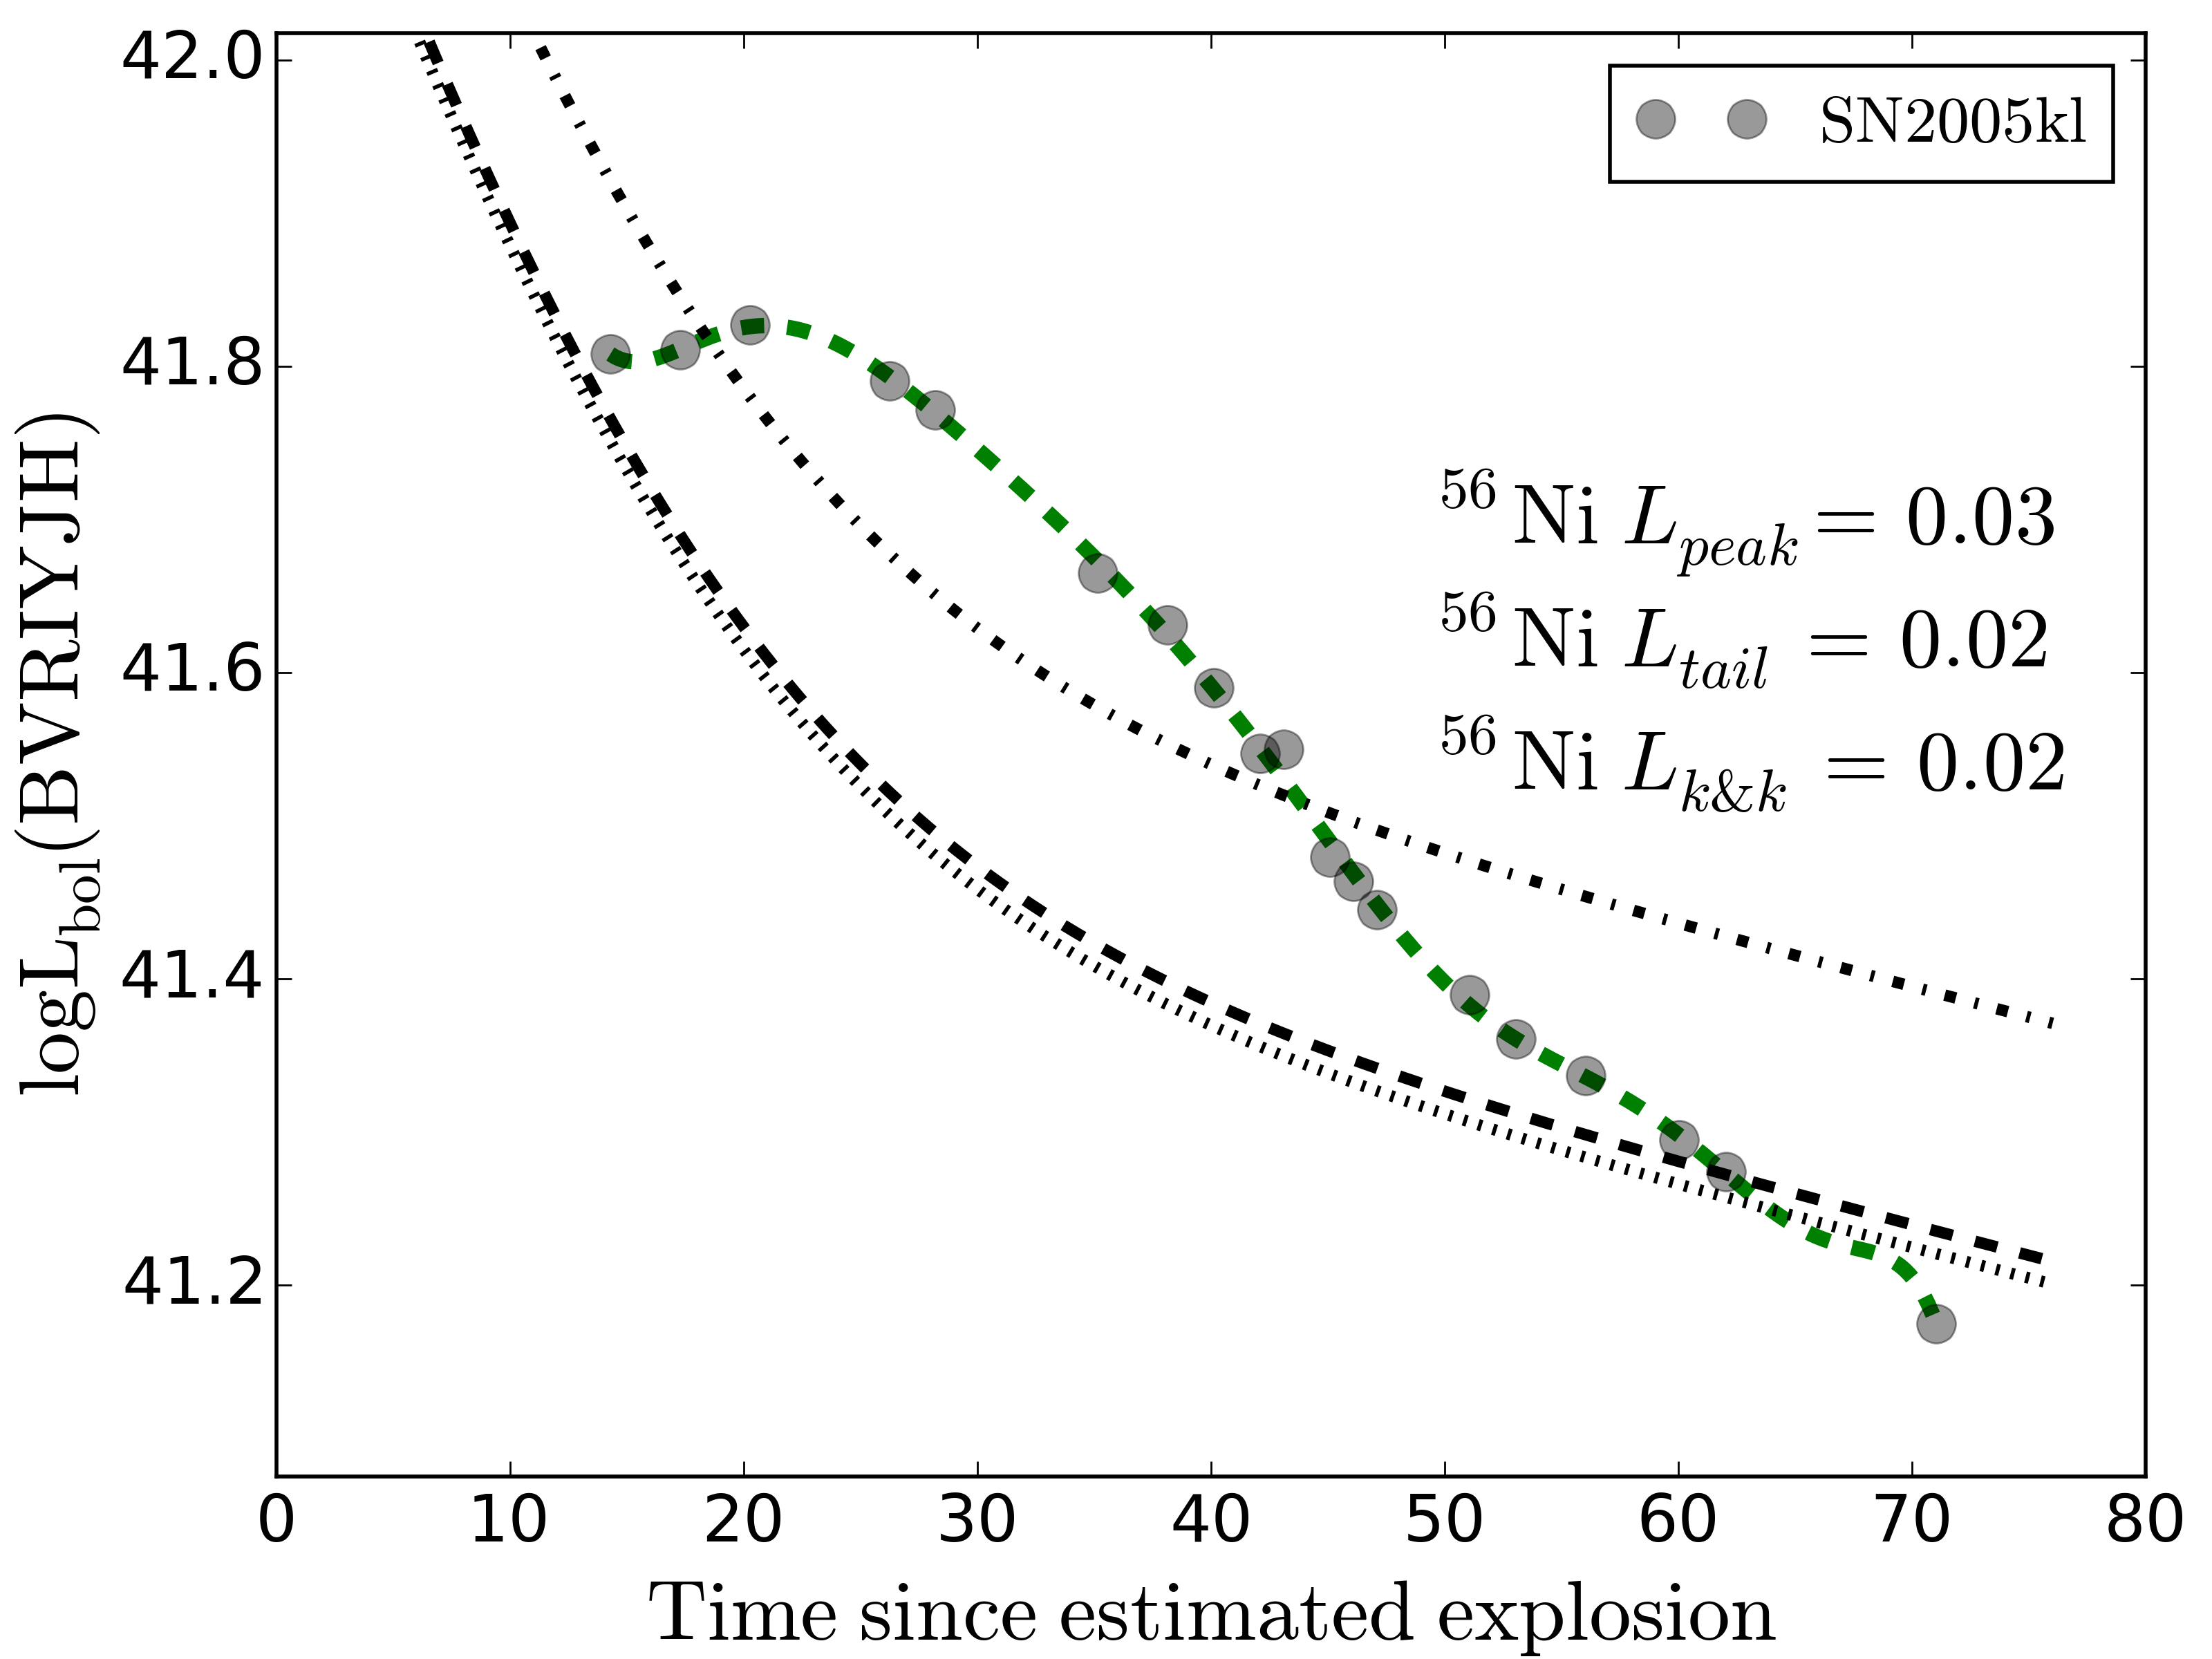 42.0
41.8
41.6
41.4
41.2
logL_bol(BVRIYJH)
SN2005kl
⁵⁶Ni L_peak = 0.03
⁵⁶Ni L_tail = 0.02
⁵⁶Ni L_k&k = 0.02
0 10 20 30 40 50 60 70 80
Time since estimated explosion